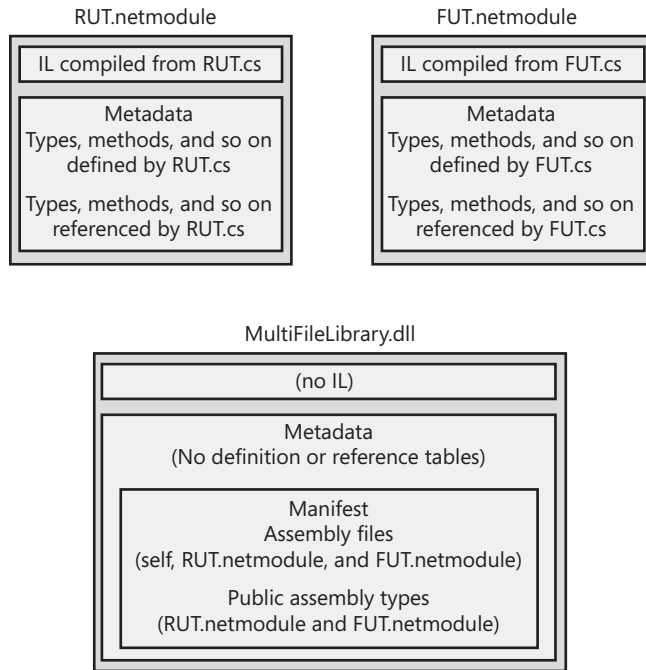 RUT.netmodule
IL compiled from RUT.cs
Metadata
Types, methods, and so on
defined by RUT.cs
Types, methods, and so on
referenced by RUT.cs
FUT.netmodule
IL compiled from FUT.cs
Metadata
Types, methods, and so on
defined by FUT.cs
Types, methods, and so on
referenced by FUT.cs
MultiFileLibrary.dll
(no IL)
Metadata
(No definition or reference tables)
Manifest
Assembly files
(self, RUT.netmodule, and FUT.netmodule)
Public assembly types
(RUT.netmodule and FUT.netmodule)